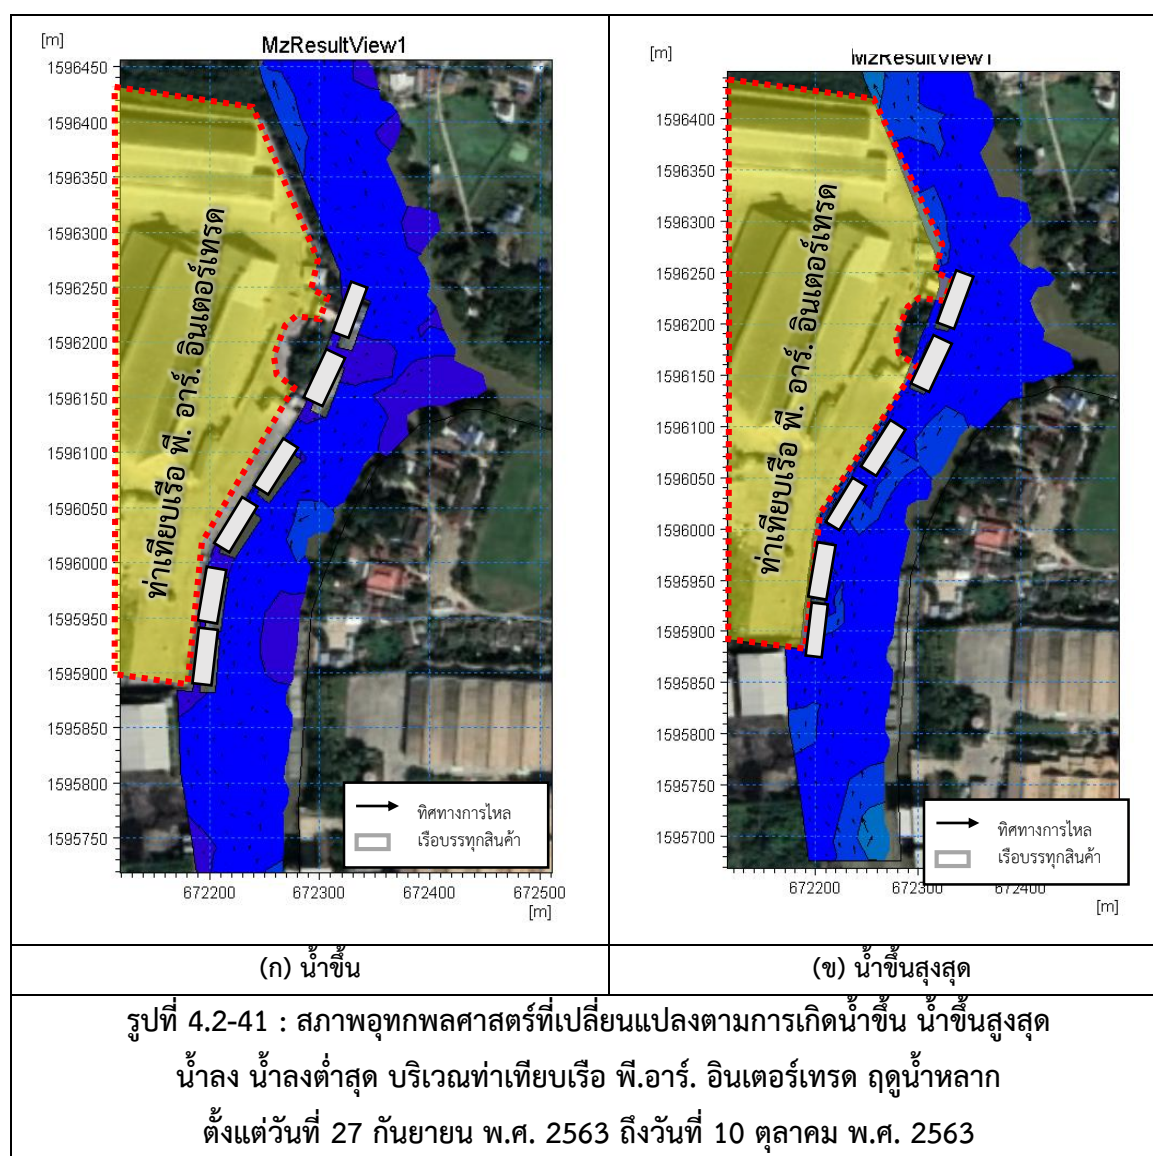 [m]
MzResultView1
1596450
1596400
1596350
1596300
1596250
1596200
1596150
1596100
1596050
1596000
1595950
1595900
1595850
1595800
1595750
ท่าเทียบเรือ พี. อาร์. อินเตอร์เทรด
ทิศทางการไหล
เรือบรรทุกสินค้า
672200 672300 672400 672500
[m]
(ก) น้ำขึ้น
[m]
MzResultView1
1596400
1596350
1596300
1596250
1596200
1596150
1596100
1596050
1596000
1595950
1595900
1595850
1595800
1595750
1595700
ท่าเทียบเรือ พี. อาร์. อินเตอร์เทรด
ทิศทางการไหล
เรือบรรทุกสินค้า
672200 672300 672400
[m]
(ข) น้ำขึ้นสูงสุด
รูปที่ 4.2-41 : สภาพอุทกพลศาสตร์ที่เปลี่ยนแปลงตามการเกิดน้ำขึ้น น้ำขึ้นสูงสุด
น้ำลง น้ำลงต่ำสุด บริเวณท่าเทียบเรือ พี.อาร์. อินเตอร์เทรด ฤดูน้ำหลาก
ตั้งแต่วันที่ 27 กันยายน พ.ศ. 2563 ถึงวันที่ 10 ตุลาคม พ.ศ. 2563